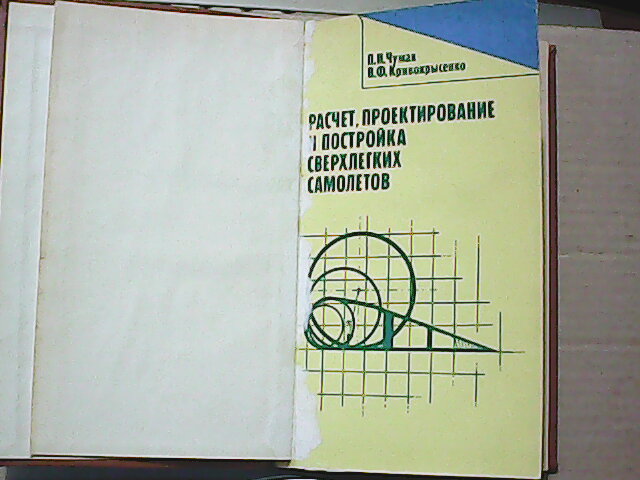 П.И. Чумак
В.Ф. Кривокрысенко
РАСЧЕТ, ПРОЕКТИРОВАНИЕ
И ПОСТРОЙКА
СВЕРХЛЕГКИХ
САМОЛЕТОВ